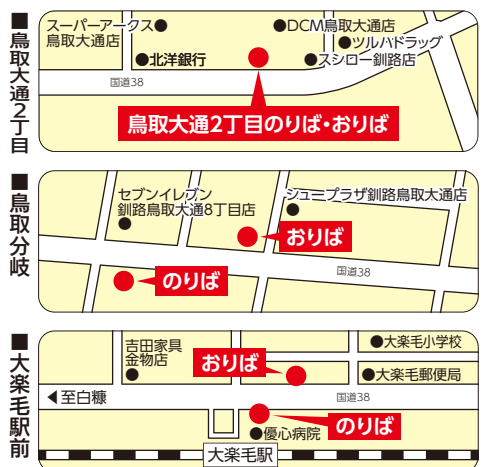 ■鳥取大通2丁目
スーパーアークス
鳥取大通店
DCM鳥取大通店
ツルハドラッグ
北洋銀行
スシロー釧路店
国道38
鳥取大通2丁目のりば・おりば
■鳥取分岐
セブンイレブン
釧路鳥取大通8丁目店
シュープラザ釧路鳥取大通店
おりば
国道38
のりば
■大楽毛駅前
吉田家具
金物店
大楽毛小学校
おりば
大楽毛郵便局
◀至白糠
国道38
のりば
優心病院
大楽毛駅